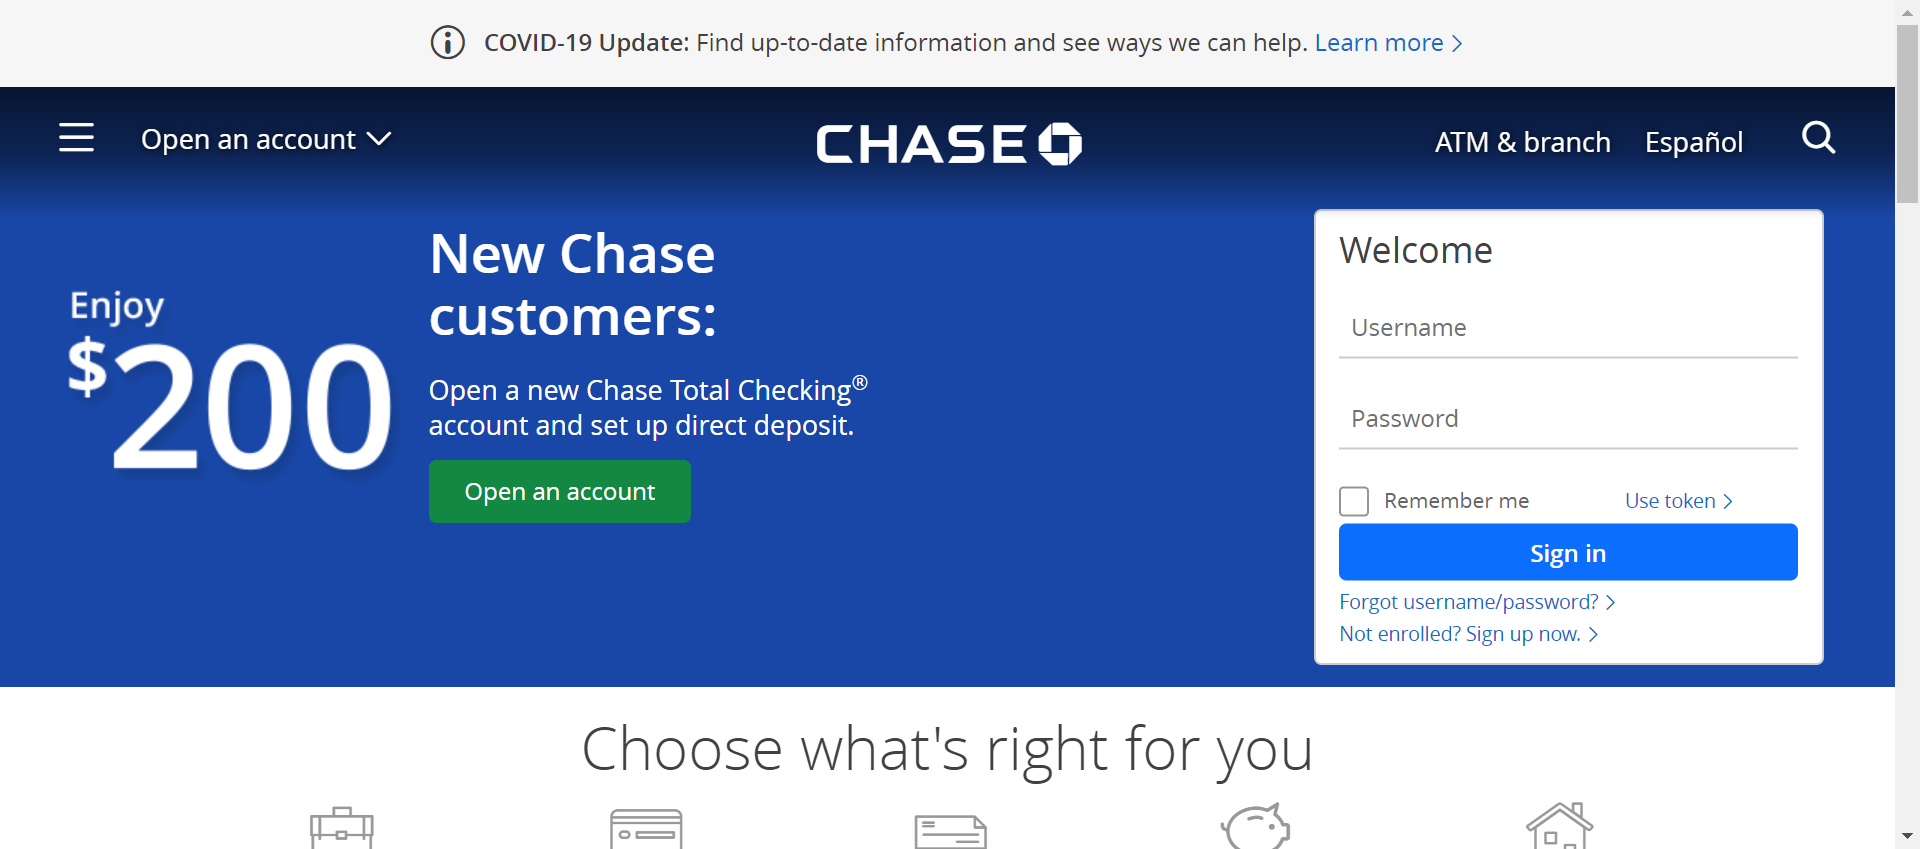 COVID-19 Update: Find up-to-date information and see ways we can help. Learn more
Open an account
CHASE
ATM & branch
Español
Enjoy
$200
New Chase
customers:
Open a new Chase Total Checking®
account and set up direct deposit.
Open an account
Welcome
Username
Password
Remember me
Use token
Sign in
Forgot username/password?
Not enrolled? Sign up now.
Choose what's right for you